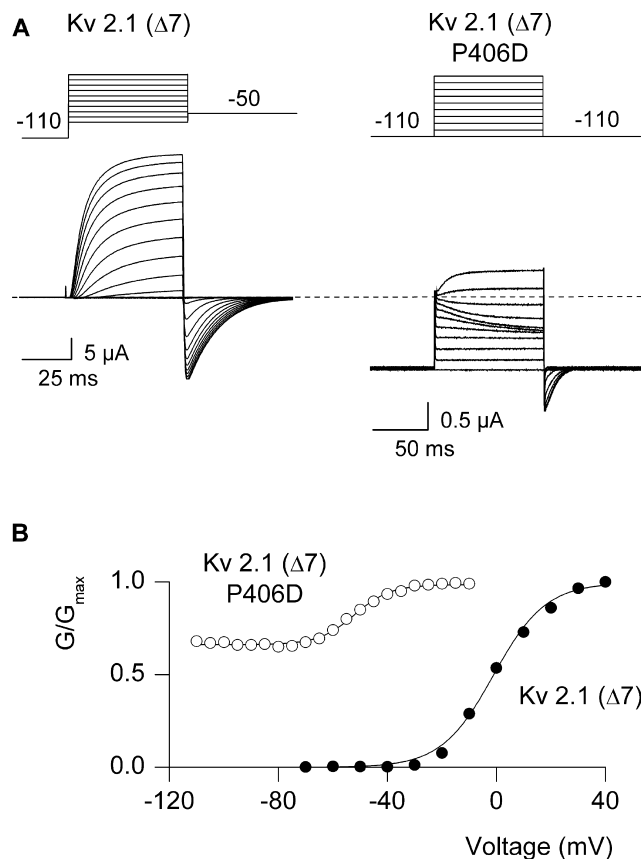 A
Kv 2.1 (Δ7)
Kv 2.1 (Δ7)
P406D
-110
-50
-110
-110
5 μA
25 ms
0.5 μA
50 ms
B
Kv 2.1 (Δ7)
P406D
Kv 2.1 (Δ7)
G/Gmax
1.0
0.5
0.0
-120
-80
-40
0
40
Voltage (mV)